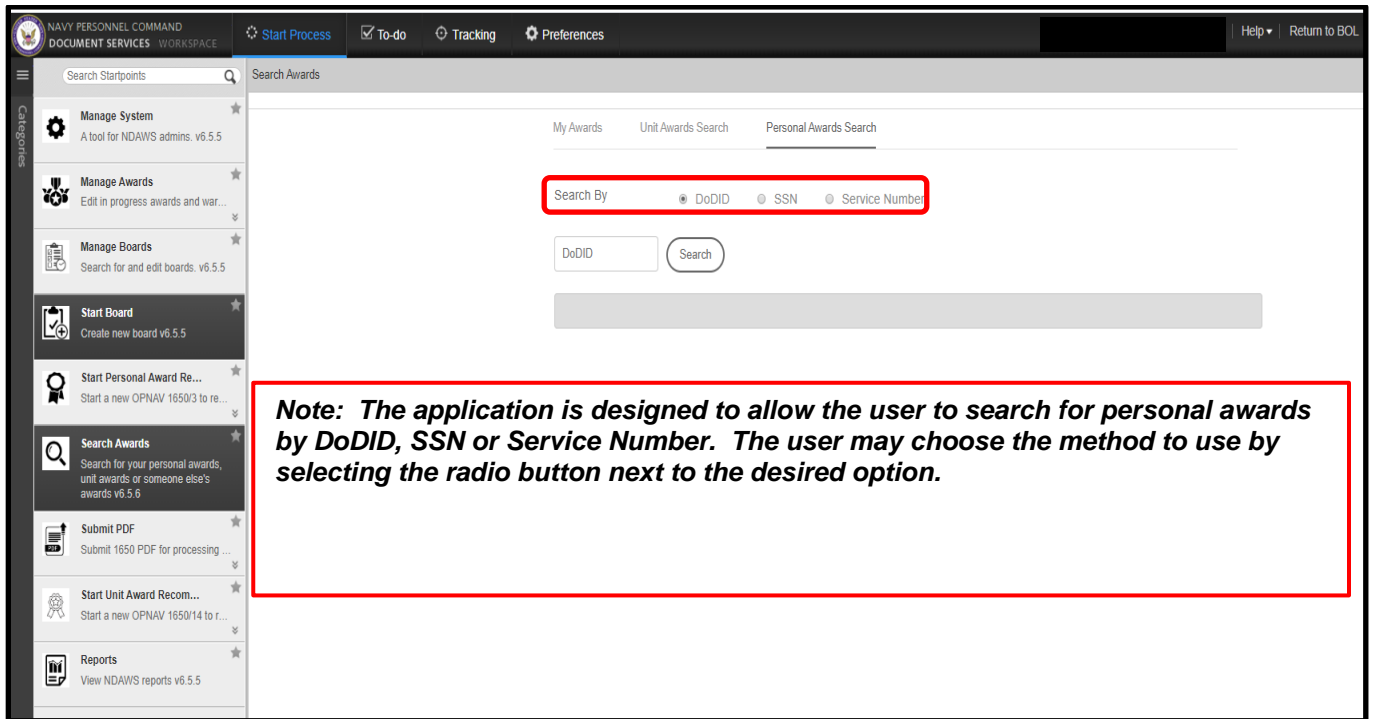 NAVY PERSONNEL COMMAND
DOCUMENT SERVICES WORKSPACE
Start Process
To-do
Tracking
Preferences
Help
Return to BOL
Search Startpoints
Search Awards
Categories
Manage System
A tool for NDAWS admins. v6.5.5
Manage Awards
Edit in progress awards and war...
Manage Boards
Search for and edit boards. v6.5.5
Start Board
Create new board v6.5.5
Start Personal Award Re...
Start a new OPNAV 1650/3 to re...
Search Awards
Search for your personal awards,
unit awards or someone else's
awards v6.5.6
Submit PDF
PDF
Submit 1650 PDF for processing ...
Start Unit Award Recom...
Start a new OPNAV 1650/14 to r...
Reports
View NDAWS reports v6.5.5
My Awards
Unit Awards Search
Personal Awards Search
Search By
DoDID
SSN
Service Number
DoDID
Search
Note: The application is designed to allow the user to search for personal awards
by DoDID, SSN or Service Number. The user may choose the method to use by
selecting the radio button next to the desired option.